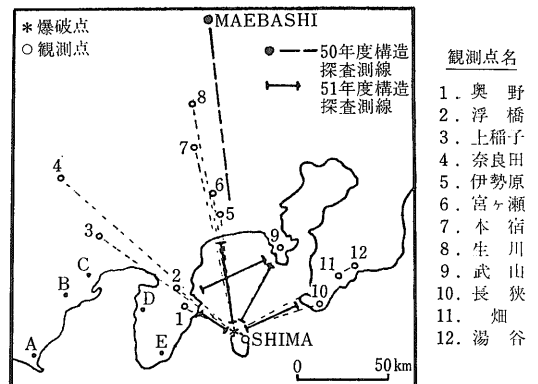 * 爆破点
○ 観測点
MAEBASHI
50年度構造
探査測線
51年度構造
探査測線
8
7
4
6
5
3
9
C
12
11
B
2
D
1
10
SHIMA
A
E
0 50km
観測点名
1. 奥野
2. 浮橋
3. 上稲子
4. 奈良田
5. 伊勢原
6. 宮ヶ瀬
7. 本宿
8. 生川
9. 武山
10. 長狭
11. 畑
12. 湯谷